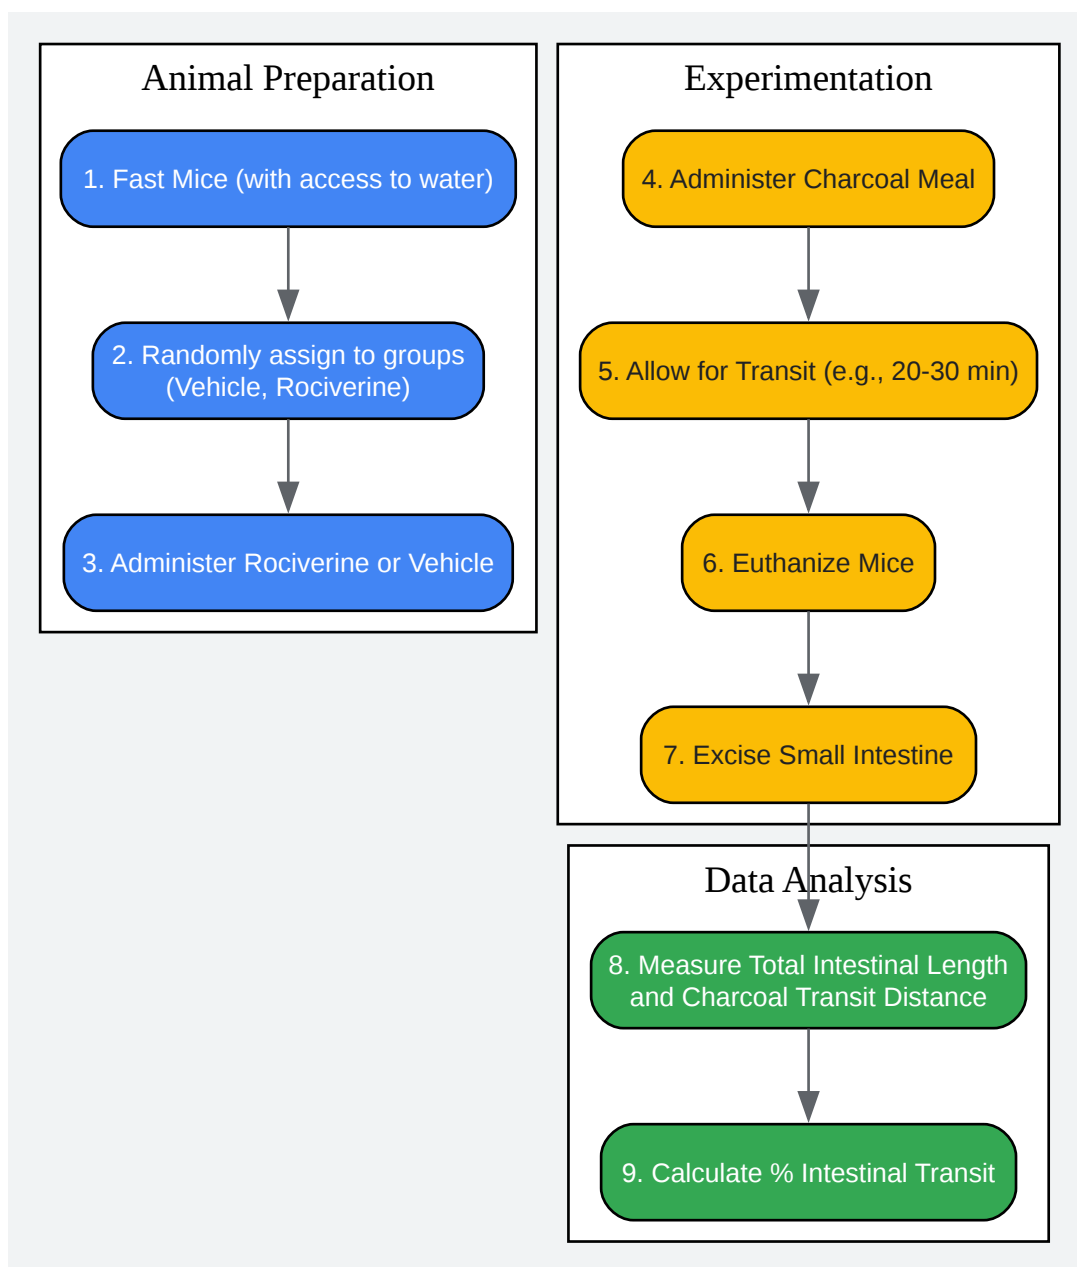 Animal Preparation
1. Fast Mice (with access to water)
2. Randomly assign to groups
(Vehicle, Rociverine)
3. Administer Rociverine or Vehicle
Experimentation
4. Administer Charcoal Meal
5. Allow for Transit (e.g., 20-30 min)
6. Euthanize Mice
7. Excise Small Intestine
Data Analysis
8. Measure Total Intestinal Length
and Charcoal Transit Distance
9. Calculate % Intestinal Transit